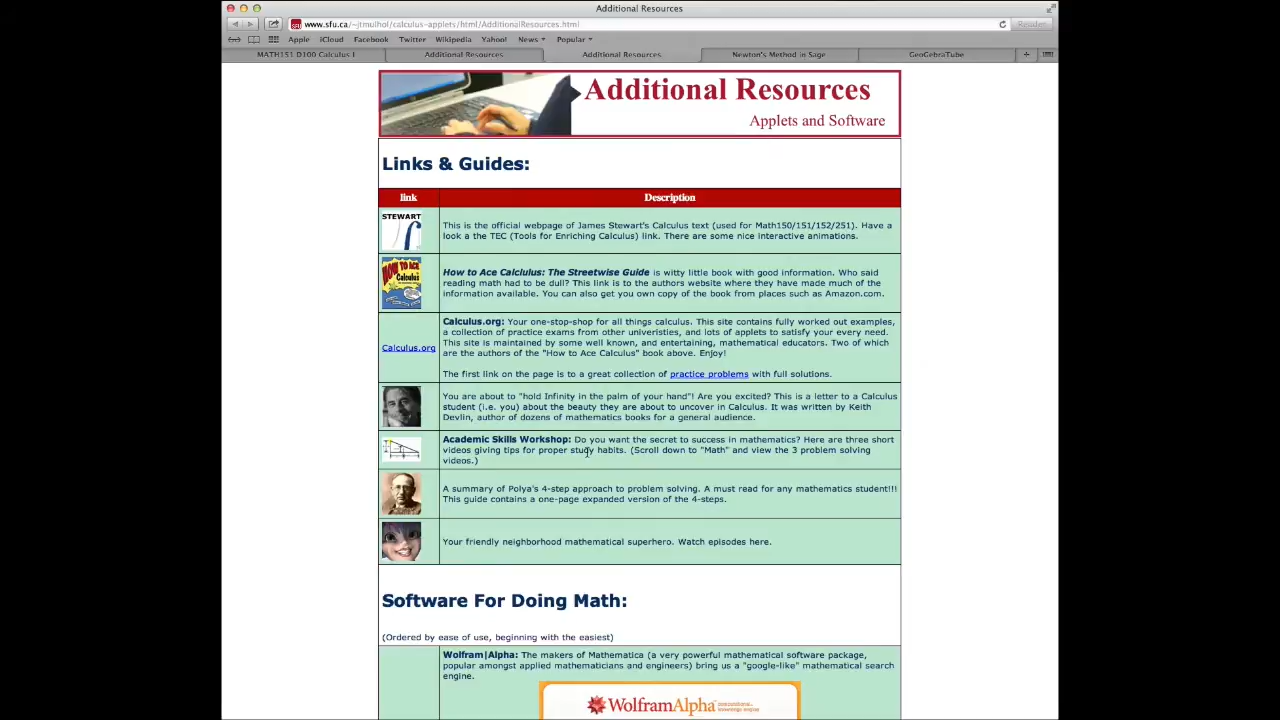 Additional Resources
www.sfu.ca/~jtmulhol/calculus-applets/html/AdditionalResources.html
Reader
Apple iCloud Facebook Twitter Wikipedia Yahoo! News Popular
MATH151 D100 Calculus I
Additional Resources
Additional Resources
Newton's Method in Sage
GeoGebraTube
Additional Resources
Applets and Software
Links & Guides:
link Description
STEWART
This is the official webpage of James Stewart's Calculus text (used for Math150/151/152/251). Have a
look a the TEC (Tools for Enriching Calculus) link. There are some nice interactive animations.
HOW TO ACE
Calculus
How to Ace Calclulus: The Streetwise Guide is witty little book with good information. Who said
reading math had to be dull? This link is to the authors website where they have made much of the
information available. You can also get you own copy of the book from places such as Amazon.com.
Calculus.org
Calculus.org: Your one-stop-shop for all things calculus. This site contains fully worked out examples,
a collection of practice exams from other univeristies, and lots of applets to satisfy your every need.
This site is maintained by some well known, and entertaining, mathematical educators. Two of which
are the authors of the "How to Ace Calculus" book above. Enjoy!
The first link on the page is to a great collection of practice problems with full solutions.
You are about to "hold Infinity in the palm of your hand"! Are you excited? This is a letter to a Calculus
student (i.e. you) about the beauty they are about to uncover in Calculus. It was written by Keith
Devlin, author of dozens of mathematics books for a general audience.
Academic Skills Workshop: Do you want the secret to success in mathematics? Here are three short
videos giving tips for proper study habits. (Scroll down to "Math" and view the 3 problem solving
videos.)
A summary of Polya's 4-step approach to problem solving. A must read for any mathematics student!!!
This guide contains a one-page expanded version of the 4-steps.
Your friendly neighborhood mathematical superhero. Watch episodes here.
Software For Doing Math:
(Ordered by ease of use, beginning with the easiest)
Wolfram|Alpha: The makers of Mathematica (a very powerful mathematical software package,
popular amongst applied mathematicians and engineers) bring us a "google-like" mathematical search
engine.
WolframAlpha